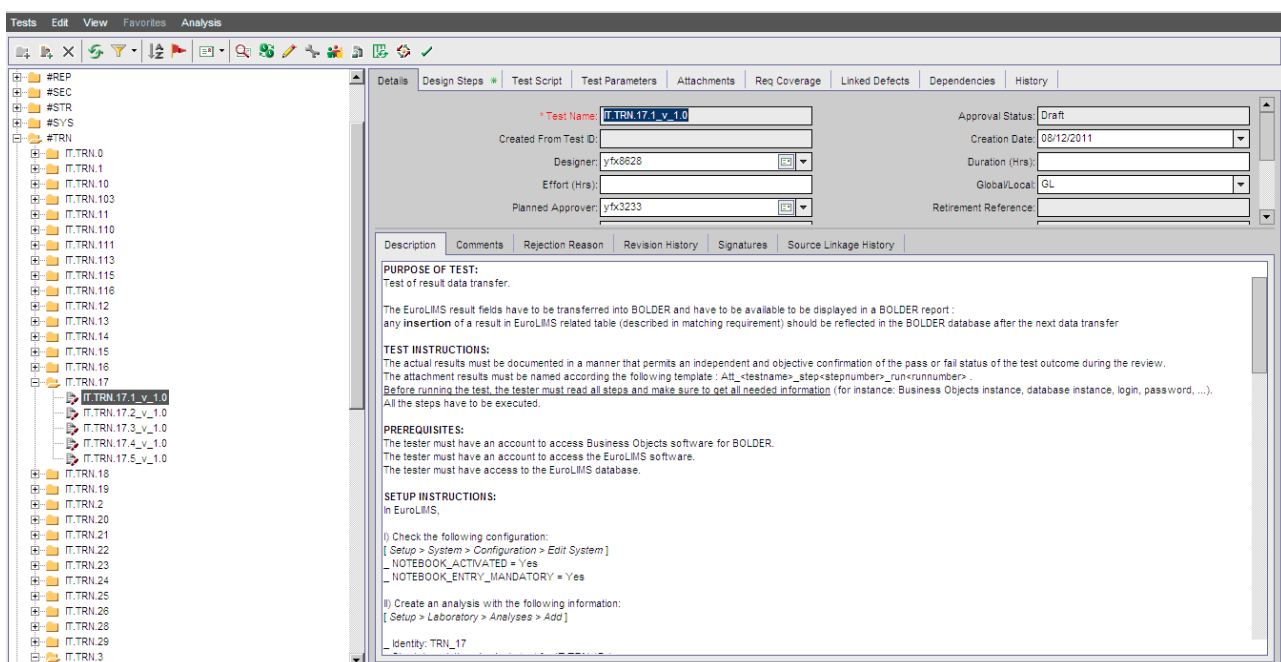 Tests Edit View Favorites Analysis
#REP
#SEC
#STR
#SYS
#TRN
IT.TRN.0
IT.TRN.1
IT.TRN.10
IT.TRN.103
IT.TRN.11
IT.TRN.110
IT.TRN.111
IT.TRN.113
IT.TRN.115
IT.TRN.116
IT.TRN.12
IT.TRN.13
IT.TRN.14
IT.TRN.15
IT.TRN.16
IT.TRN.17
IT.TRN.17.1_v_1.0
IT.TRN.17.2_v_1.0
IT.TRN.17.3_v_1.0
IT.TRN.17.4_v_1.0
IT.TRN.17.5_v_1.0
IT.TRN.18
IT.TRN.19
IT.TRN.2
IT.TRN.20
IT.TRN.21
IT.TRN.22
IT.TRN.23
IT.TRN.24
IT.TRN.25
IT.TRN.26
IT.TRN.28
IT.TRN.29
IT.TRN.3
Details Design Steps * Test Script Test Parameters Attachments Req Coverage Linked Defects Dependencies History
* Test Name: IT.TRN.17.1_v_1.0 Approval Status: Draft
Created From Test ID: Creation Date: 08/12/2011
Designer: yfx8628 Duration (Hrs):
Effort (Hrs): Global/Local: GL
Planned Approver: yfx3233 Retirement Reference:
Description Comments Rejection Reason Revision History Signatures Source Linkage History
PURPOSE OF TEST:
Test of result data transfer.
The EuroLIMS result fields have to be transferred into BOLDER and have to be available to be displayed in a BOLDER report :
any insertion of a result in EuroLIMS related table (described in matching requirement) should be reflected in the BOLDER database after the next data transfer
TEST INSTRUCTIONS:
The actual results must be documented in a manner that permits an independent and objective confirmation of the pass or fail status of the test outcome during the review.
The attachment results must be named according the following template : Att_<testname>_step<stepnumber>_run<runnumber> .
Before running the test, the tester must read all steps and make sure to get all needed information (for instance: Business Objects instance, database instance, login, password, ...).
All the steps have to be executed.
PREREQUISITES:
The tester must have an account to access Business Objects software for BOLDER.
The tester must have an account to access the EuroLIMS software.
The tester must have access to the EuroLIMS database.
SETUP INSTRUCTIONS:
In EuroLIMS,
I) Check the following configuration:
[ Setup > System > Configuration > Edit System ]
_ NOTEBOOK_ACTIVATED = Yes
_ NOTEBOOK_ENTRY_MANDATORY = Yes
II) Create an analysis with the following information:
[ Setup > Laboratory > Analyses > Add ]
_ Identity: TRN_17